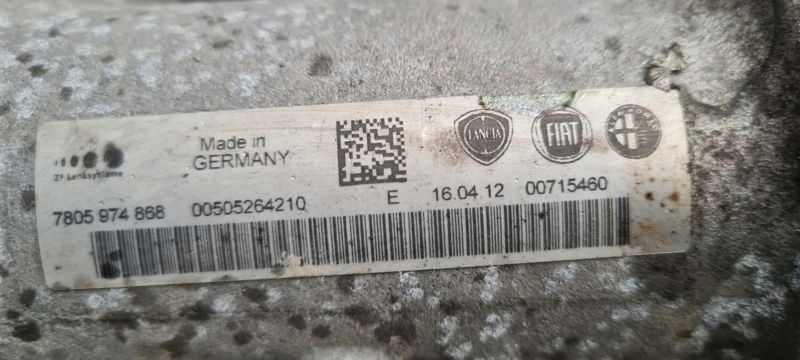 Made in
GERMANY
ZF Lenksysteme
LANCIA
FIAT
7805 974 868 00505264210 E 16.04.12 00715460